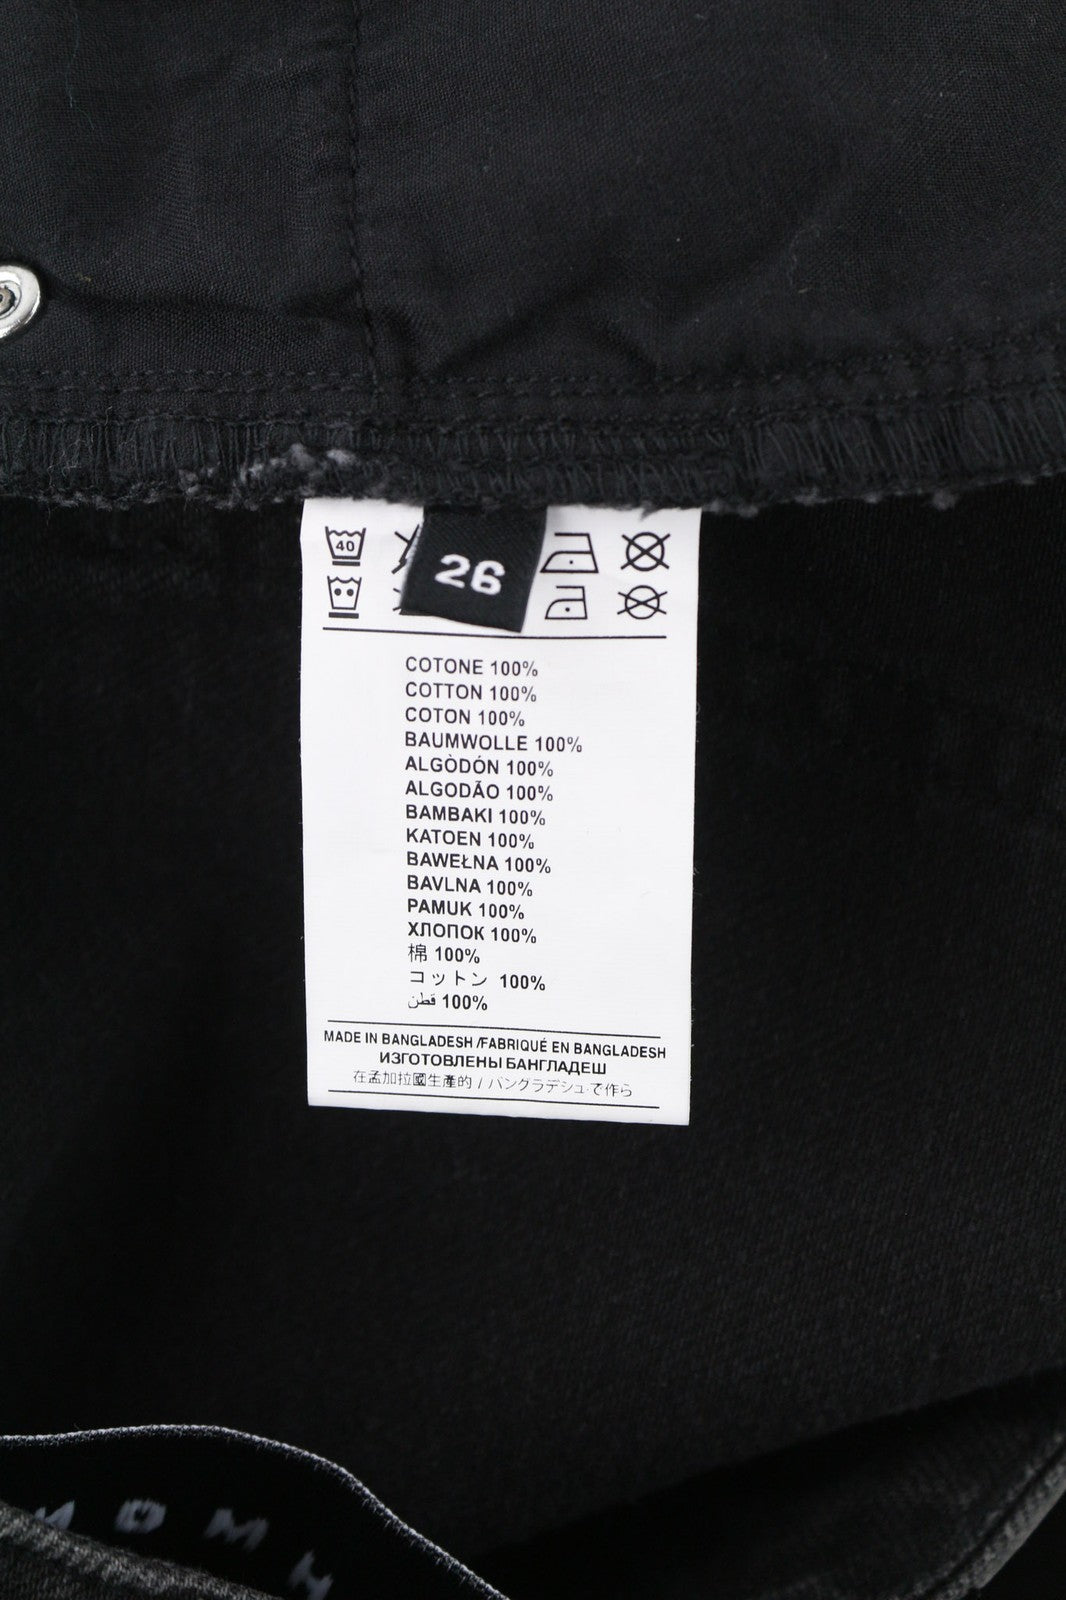 40
26
COTONE 100%
COTTON 100%
COTON 100%
BAUMWOLLE 100%
ALGÒDÓN 100%
ALGODÃO 100%
BAMBAKI 100%
KATOEN 100%
BAWEŁNA 100%
BAVLNA 100%
PAMUK 100%
ХЛОПОК 100%
棉 100%
コットン 100%
قطن 100%
MADE IN BANGLADESH /FABRIQUÉ EN BANGLADESH
ИЗГОТОВЛЕНЫ БАНГЛАДЕШ
在孟加拉國生產的 / バングラデシュで作ら